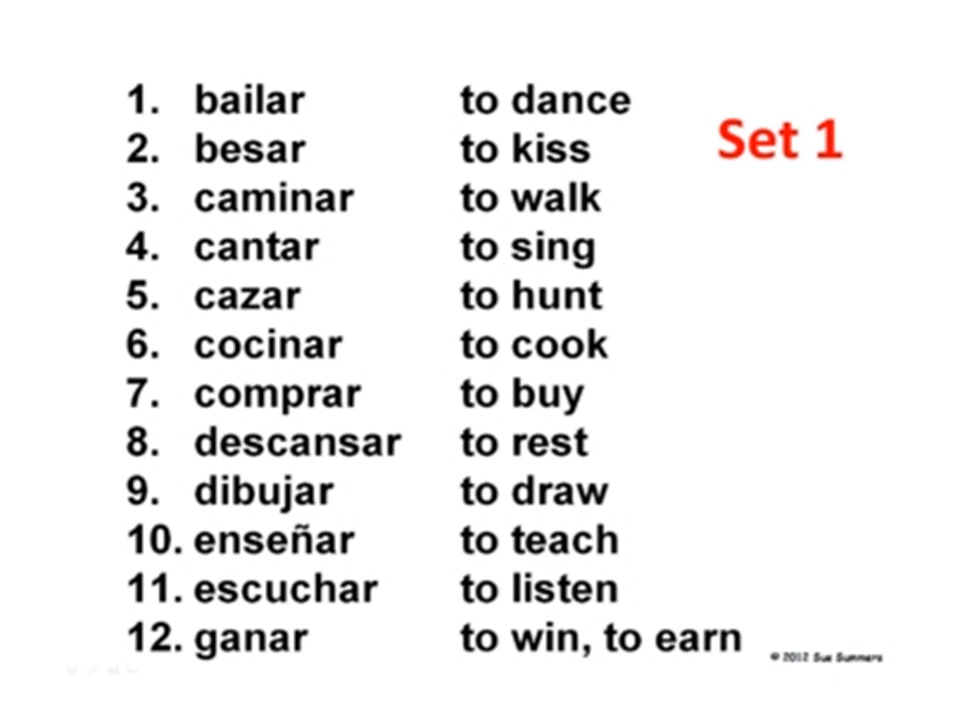 1. bailar to dance
2. besar to kiss
Set 1
3. caminar to walk
4. cantar to sing
5. cazar to hunt
6. cocinar to cook
7. comprar to buy
8. descansar to rest
9. dibujar to draw
10. enseñar to teach
11. escuchar to listen
12. ganar to win, to earn
© 2012 Sue Summers